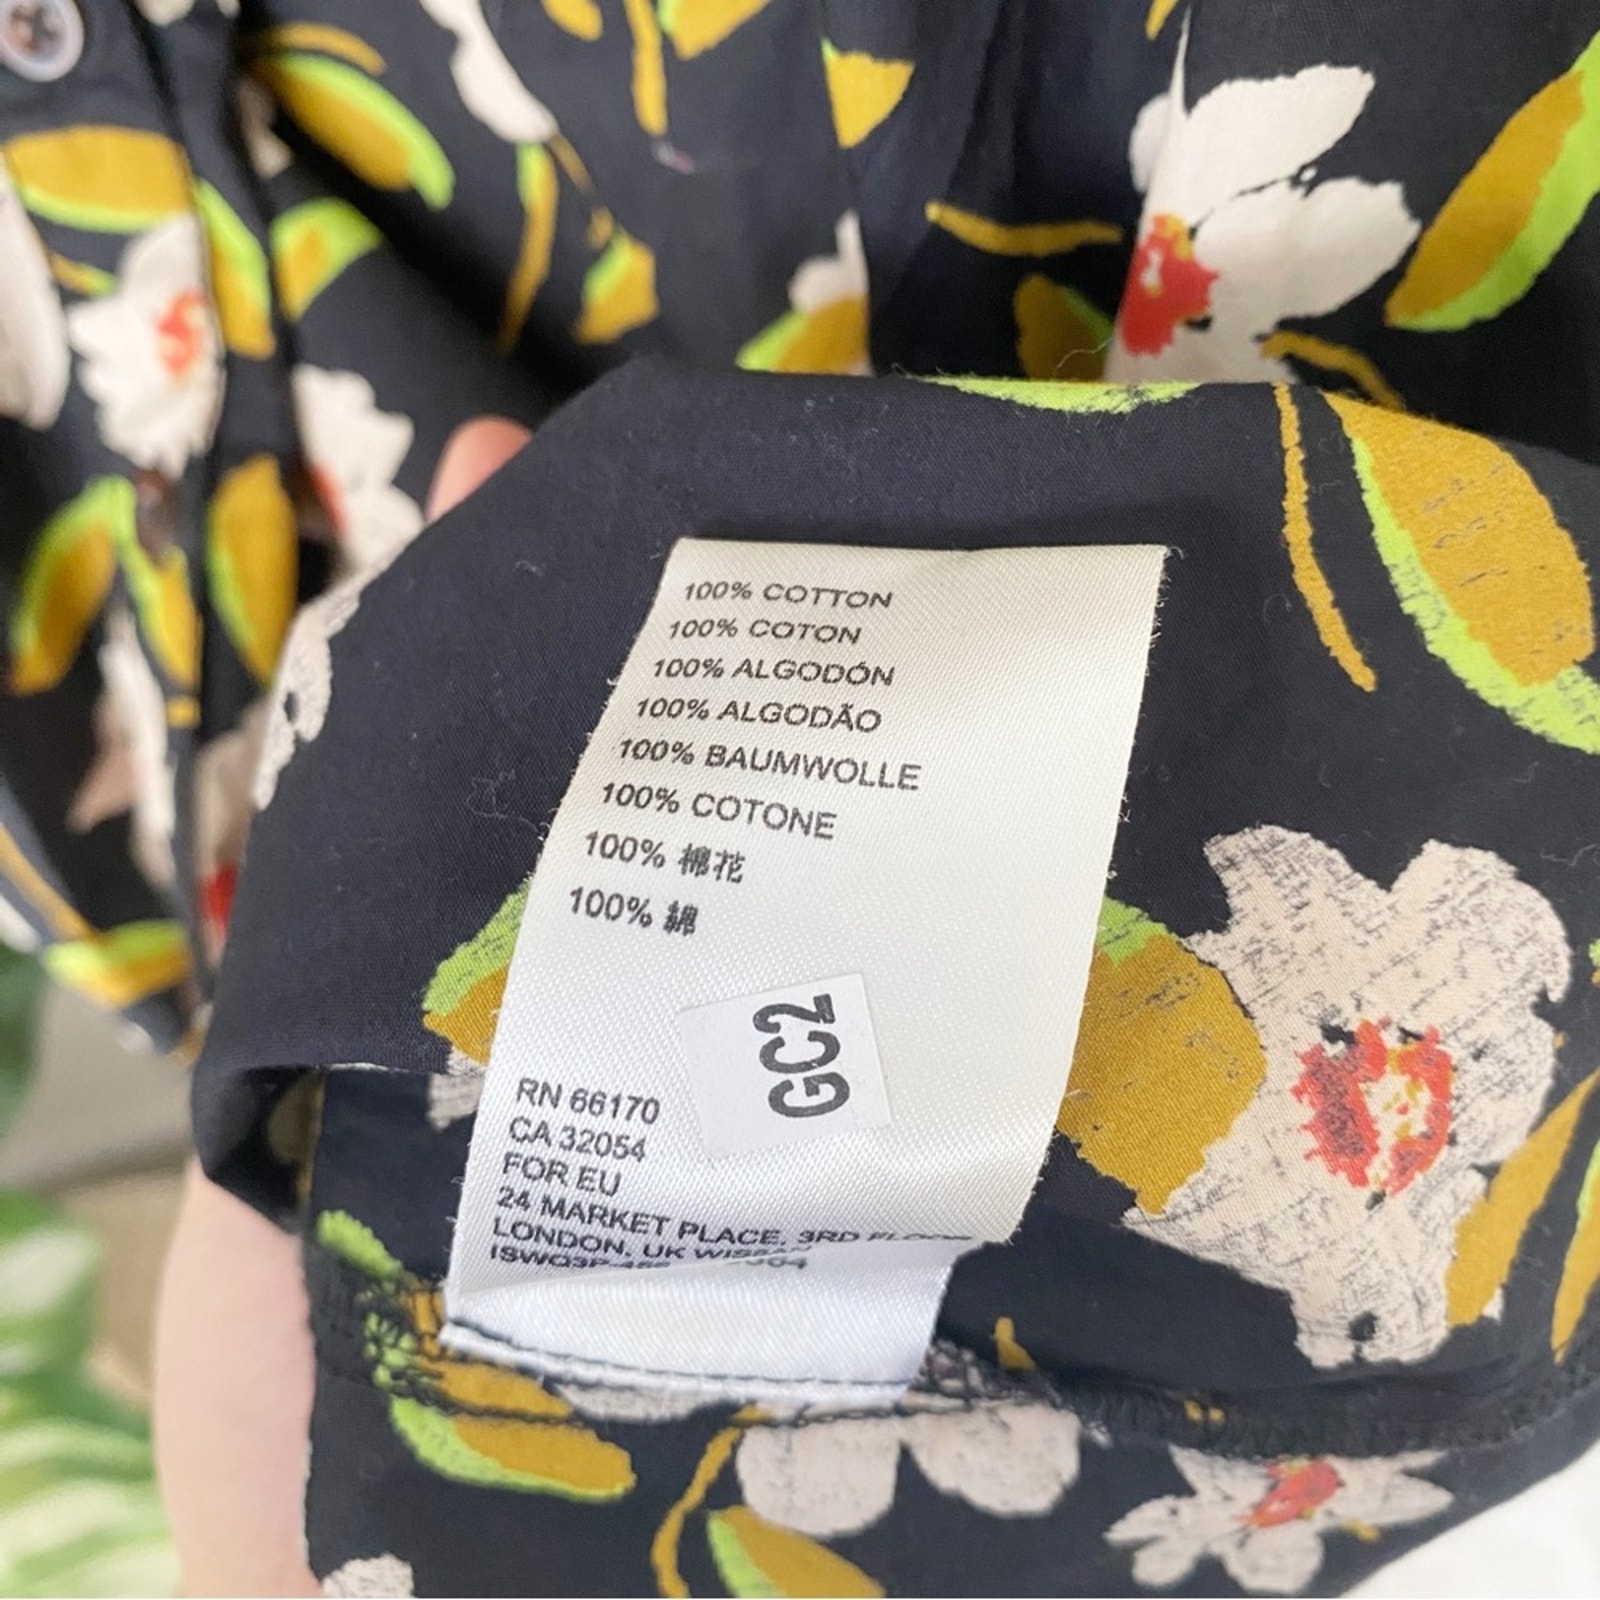 100% COTTON
100% COTON
100% ALGODÓN
100% ALGODÃO
100% BAUMWOLLE
100% COTONE
100% 棉花
100% 綿
GC2
RN 66170
CA 32054
FOR EU
24 MARKET PLACE, 3RD FLOOR
LONDON, UK